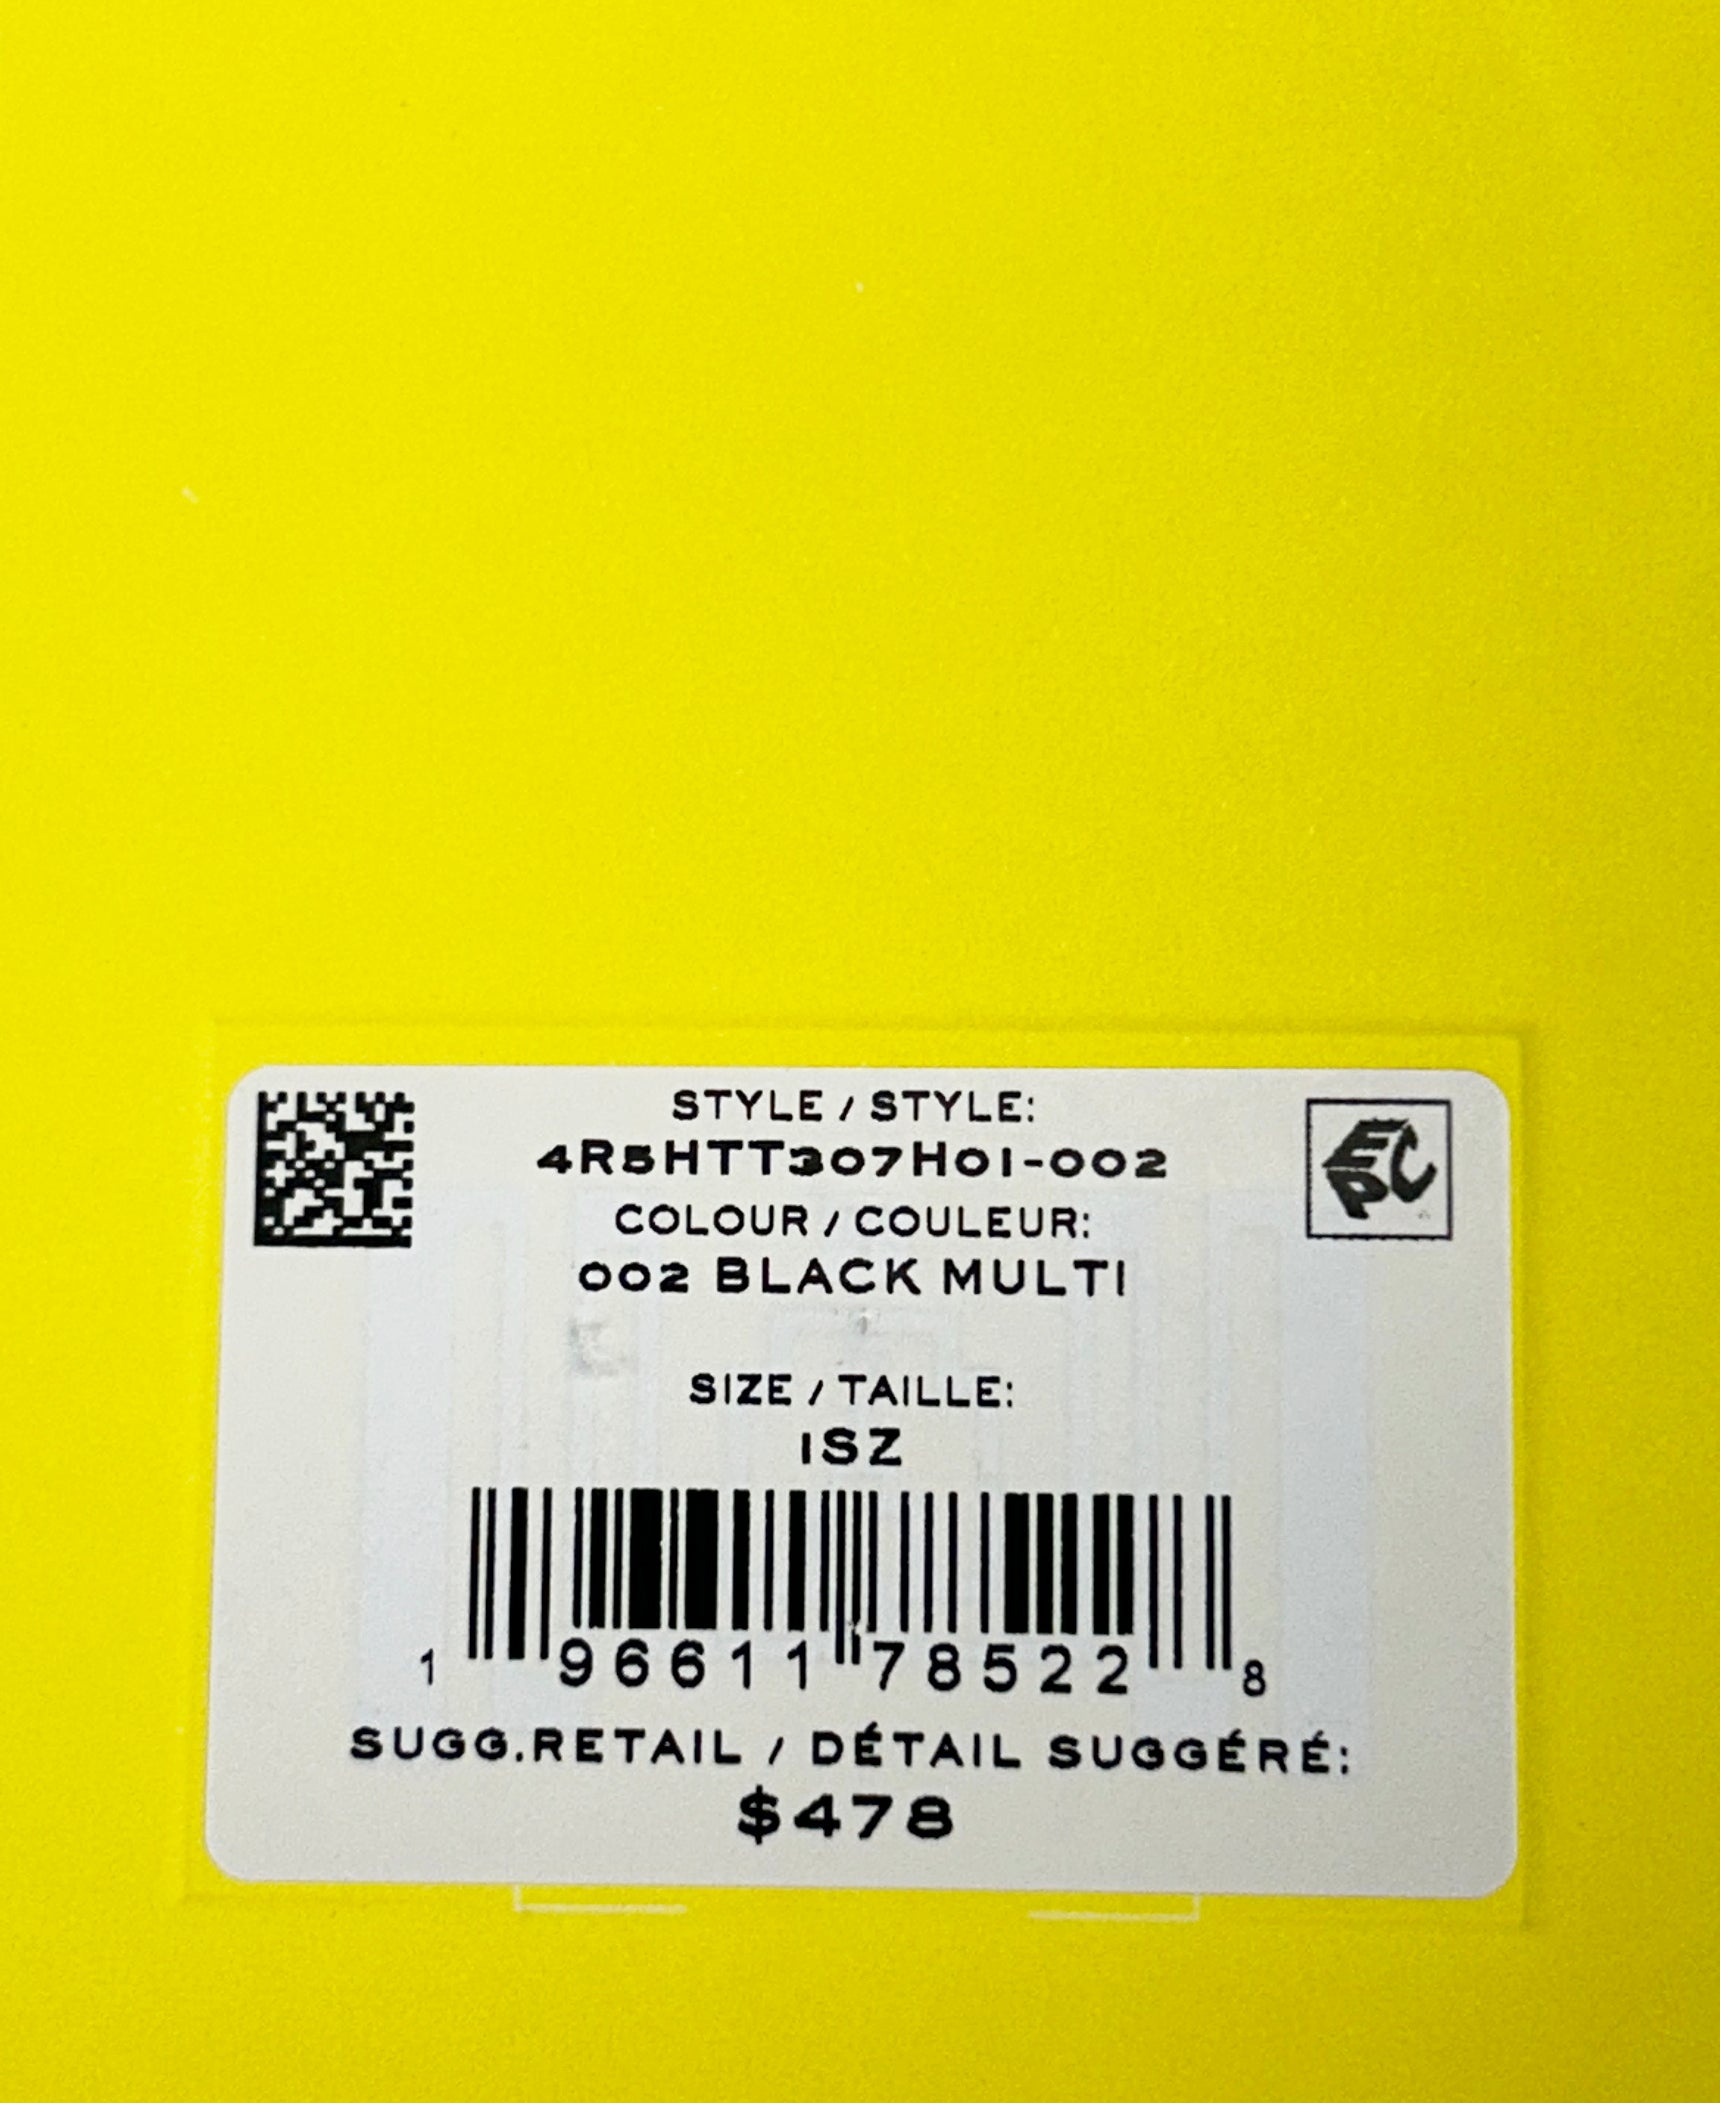 STYLE / STYLE:
4R5HTT307H01-002
COLOUR / COULEUR:
002 BLACK MULTI
SIZE / TAILLE:
1SZ
1 96611 78522 8
SUGG.RETAIL / DÉTAIL SUGGÉRÉ:
$478
EPC